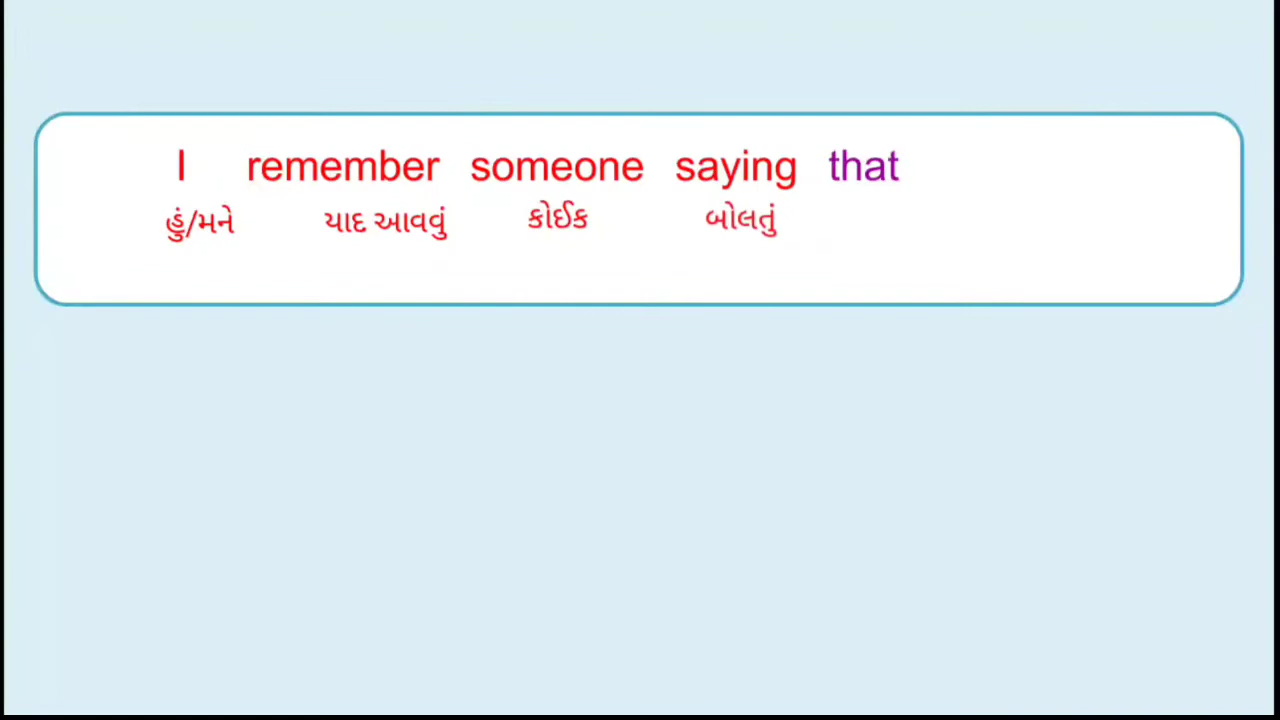 I remember someone saying that
હું/મને યાદ આવવું કોઈક બોલતું